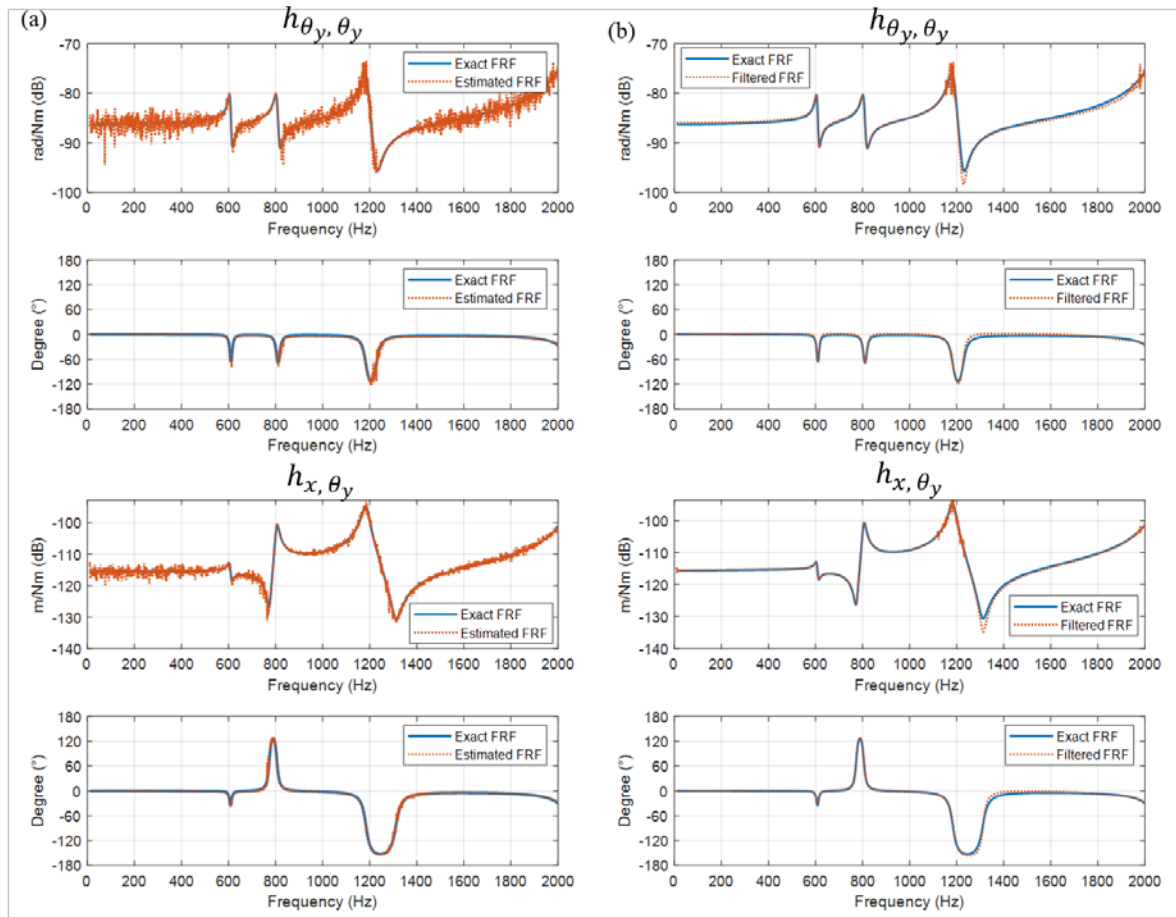 (a)
h_{θ_y, θ_y}
-70
-80
-90
-100
rad/Nm (dB)
Exact FRF
Estimated FRF
0 200 400 600 800 1000 1200 1400 1600 1800 2000
Frequency (Hz)
180
120
60
0
-60
-120
-180
Degree (°)
Exact FRF
Estimated FRF
0 200 400 600 800 1000 1200 1400 1600 1800 2000
Frequency (Hz)
h_{x, θ_y}
-100
-110
-120
-130
-140
m/Nm (dB)
Exact FRF
Estimated FRF
0 200 400 600 800 1000 1200 1400 1600 1800 2000
Frequency (Hz)
180
120
60
0
-60
-120
-180
Degree (°)
Exact FRF
Estimated FRF
0 200 400 600 800 1000 1200 1400 1600 1800 2000
Frequency (Hz)
(b)
h_{θ_y, θ_y}
-70
-80
-90
-100
rad/Nm (dB)
Exact FRF
Filtered FRF
0 200 400 600 800 1000 1200 1400 1600 1800 2000
Frequency (Hz)
180
120
60
0
-60
-120
-180
Degree (°)
Exact FRF
Filtered FRF
0 200 400 600 800 1000 1200 1400 1600 1800 2000
Frequency (Hz)
h_{x, θ_y}
-100
-110
-120
-130
-140
m/Nm (dB)
Exact FRF
Filtered FRF
0 200 400 600 800 1000 1200 1400 1600 1800 2000
Frequency (Hz)
180
120
60
0
-60
-120
-180
Degree (°)
Exact FRF
Filtered FRF
0 200 400 600 800 1000 1200 1400 1600 1800 2000
Frequency (Hz)